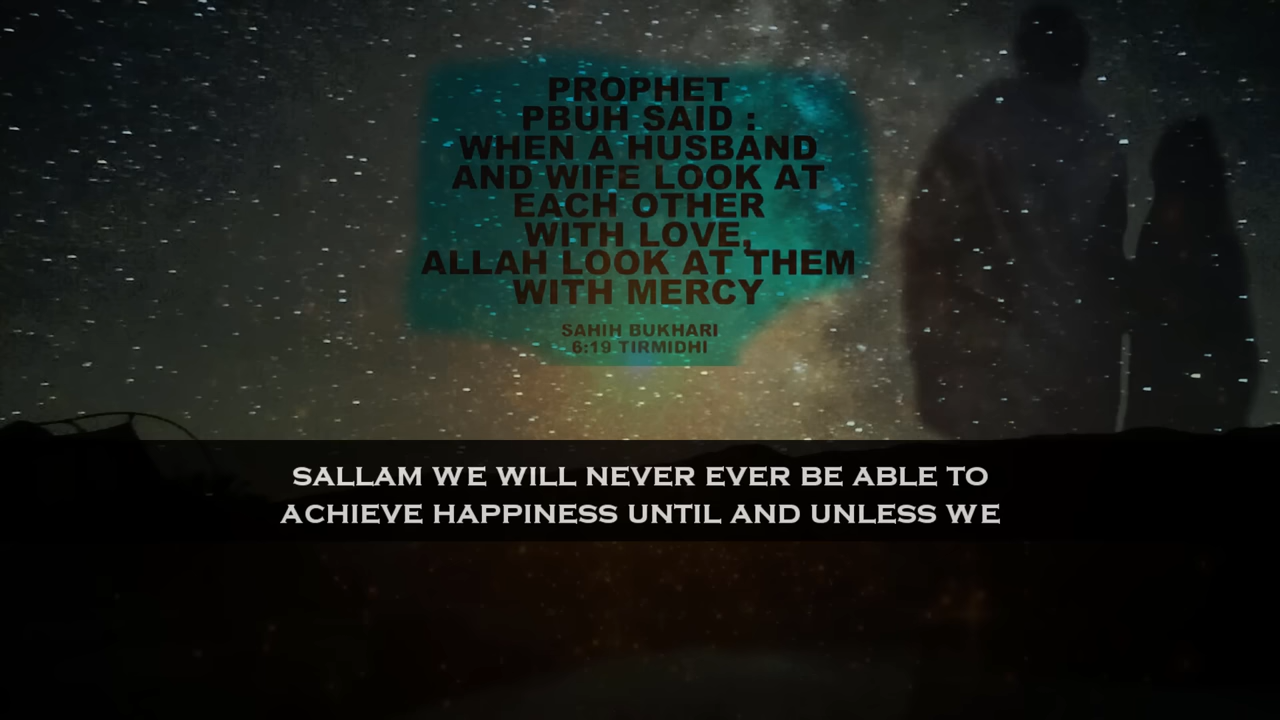 PROPHET
PBUH SAID :
WHEN A HUSBAND
AND WIFE LOOK AT
EACH OTHER
WITH LOVE,
ALLAH LOOK AT THEM
WITH MERCY
SAHIH BUKHARI
6:19 TIRMIDHI
SALLAM WE WILL NEVER EVER BE ABLE TO
ACHIEVE HAPPINESS UNTIL AND UNLESS WE